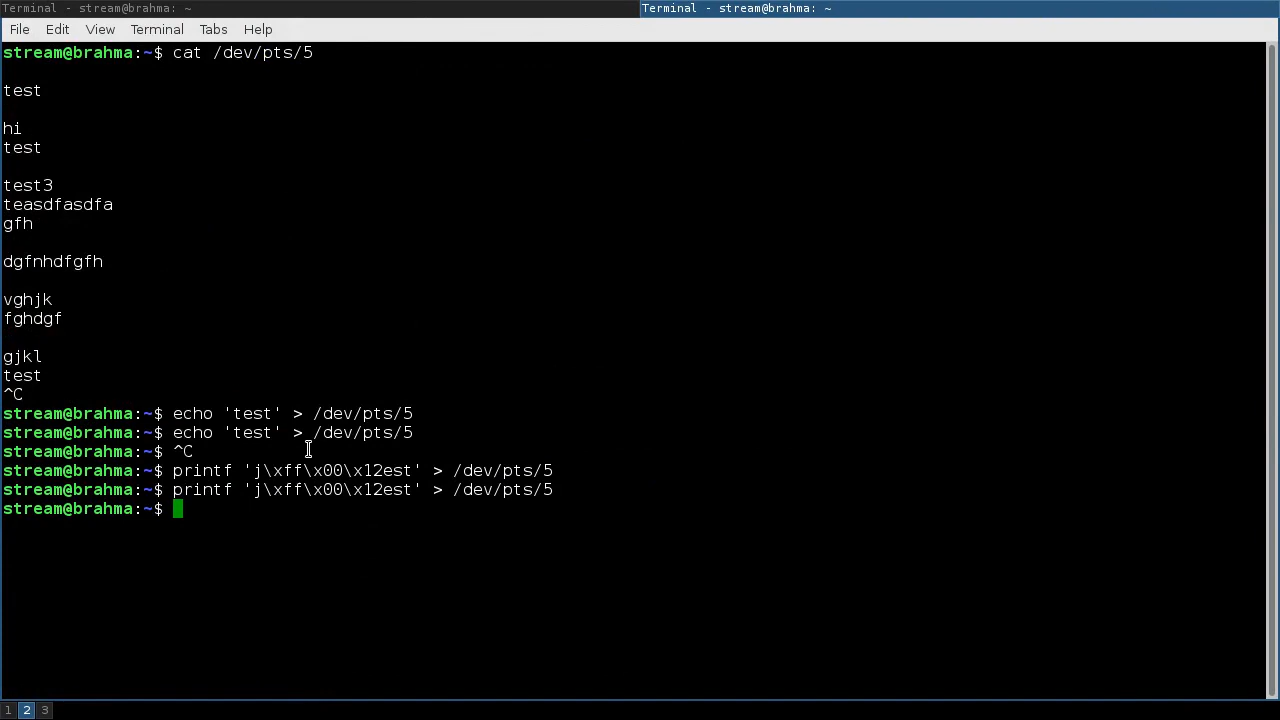 Terminal - stream@brahma: ~
Terminal - stream@brahma: ~
File Edit View Terminal Tabs Help
stream@brahma:~$ cat /dev/pts/5
test
hi
test
test3
teasdfasdfa
gfh
dgfnhdfgfh
vghjk
fghdgf
gjkl
test
^C
stream@brahma:~$ echo 'test' > /dev/pts/5
stream@brahma:~$ echo 'test' > /dev/pts/5
stream@brahma:~$ ^C
stream@brahma:~$ printf 'j\xff\x00\x12est' > /dev/pts/5
stream@brahma:~$ printf 'j\xff\x00\x12est' > /dev/pts/5
stream@brahma:~$
1 2 3